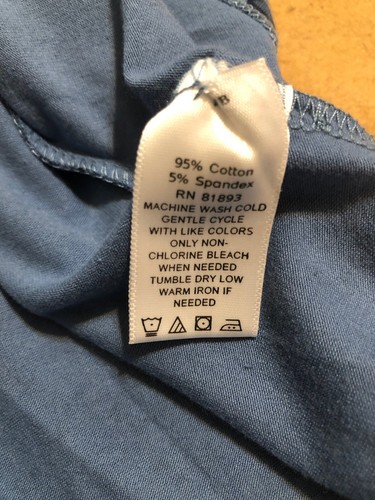 95% Cotton
5% Spandex
RN 81893
MACHINE WASH COLD
GENTLE CYCLE
WITH LIKE COLORS
ONLY NON-
CHLORINE BLEACH
WHEN NEEDED
TUMBLE DRY LOW
WARM IRON IF
NEEDED